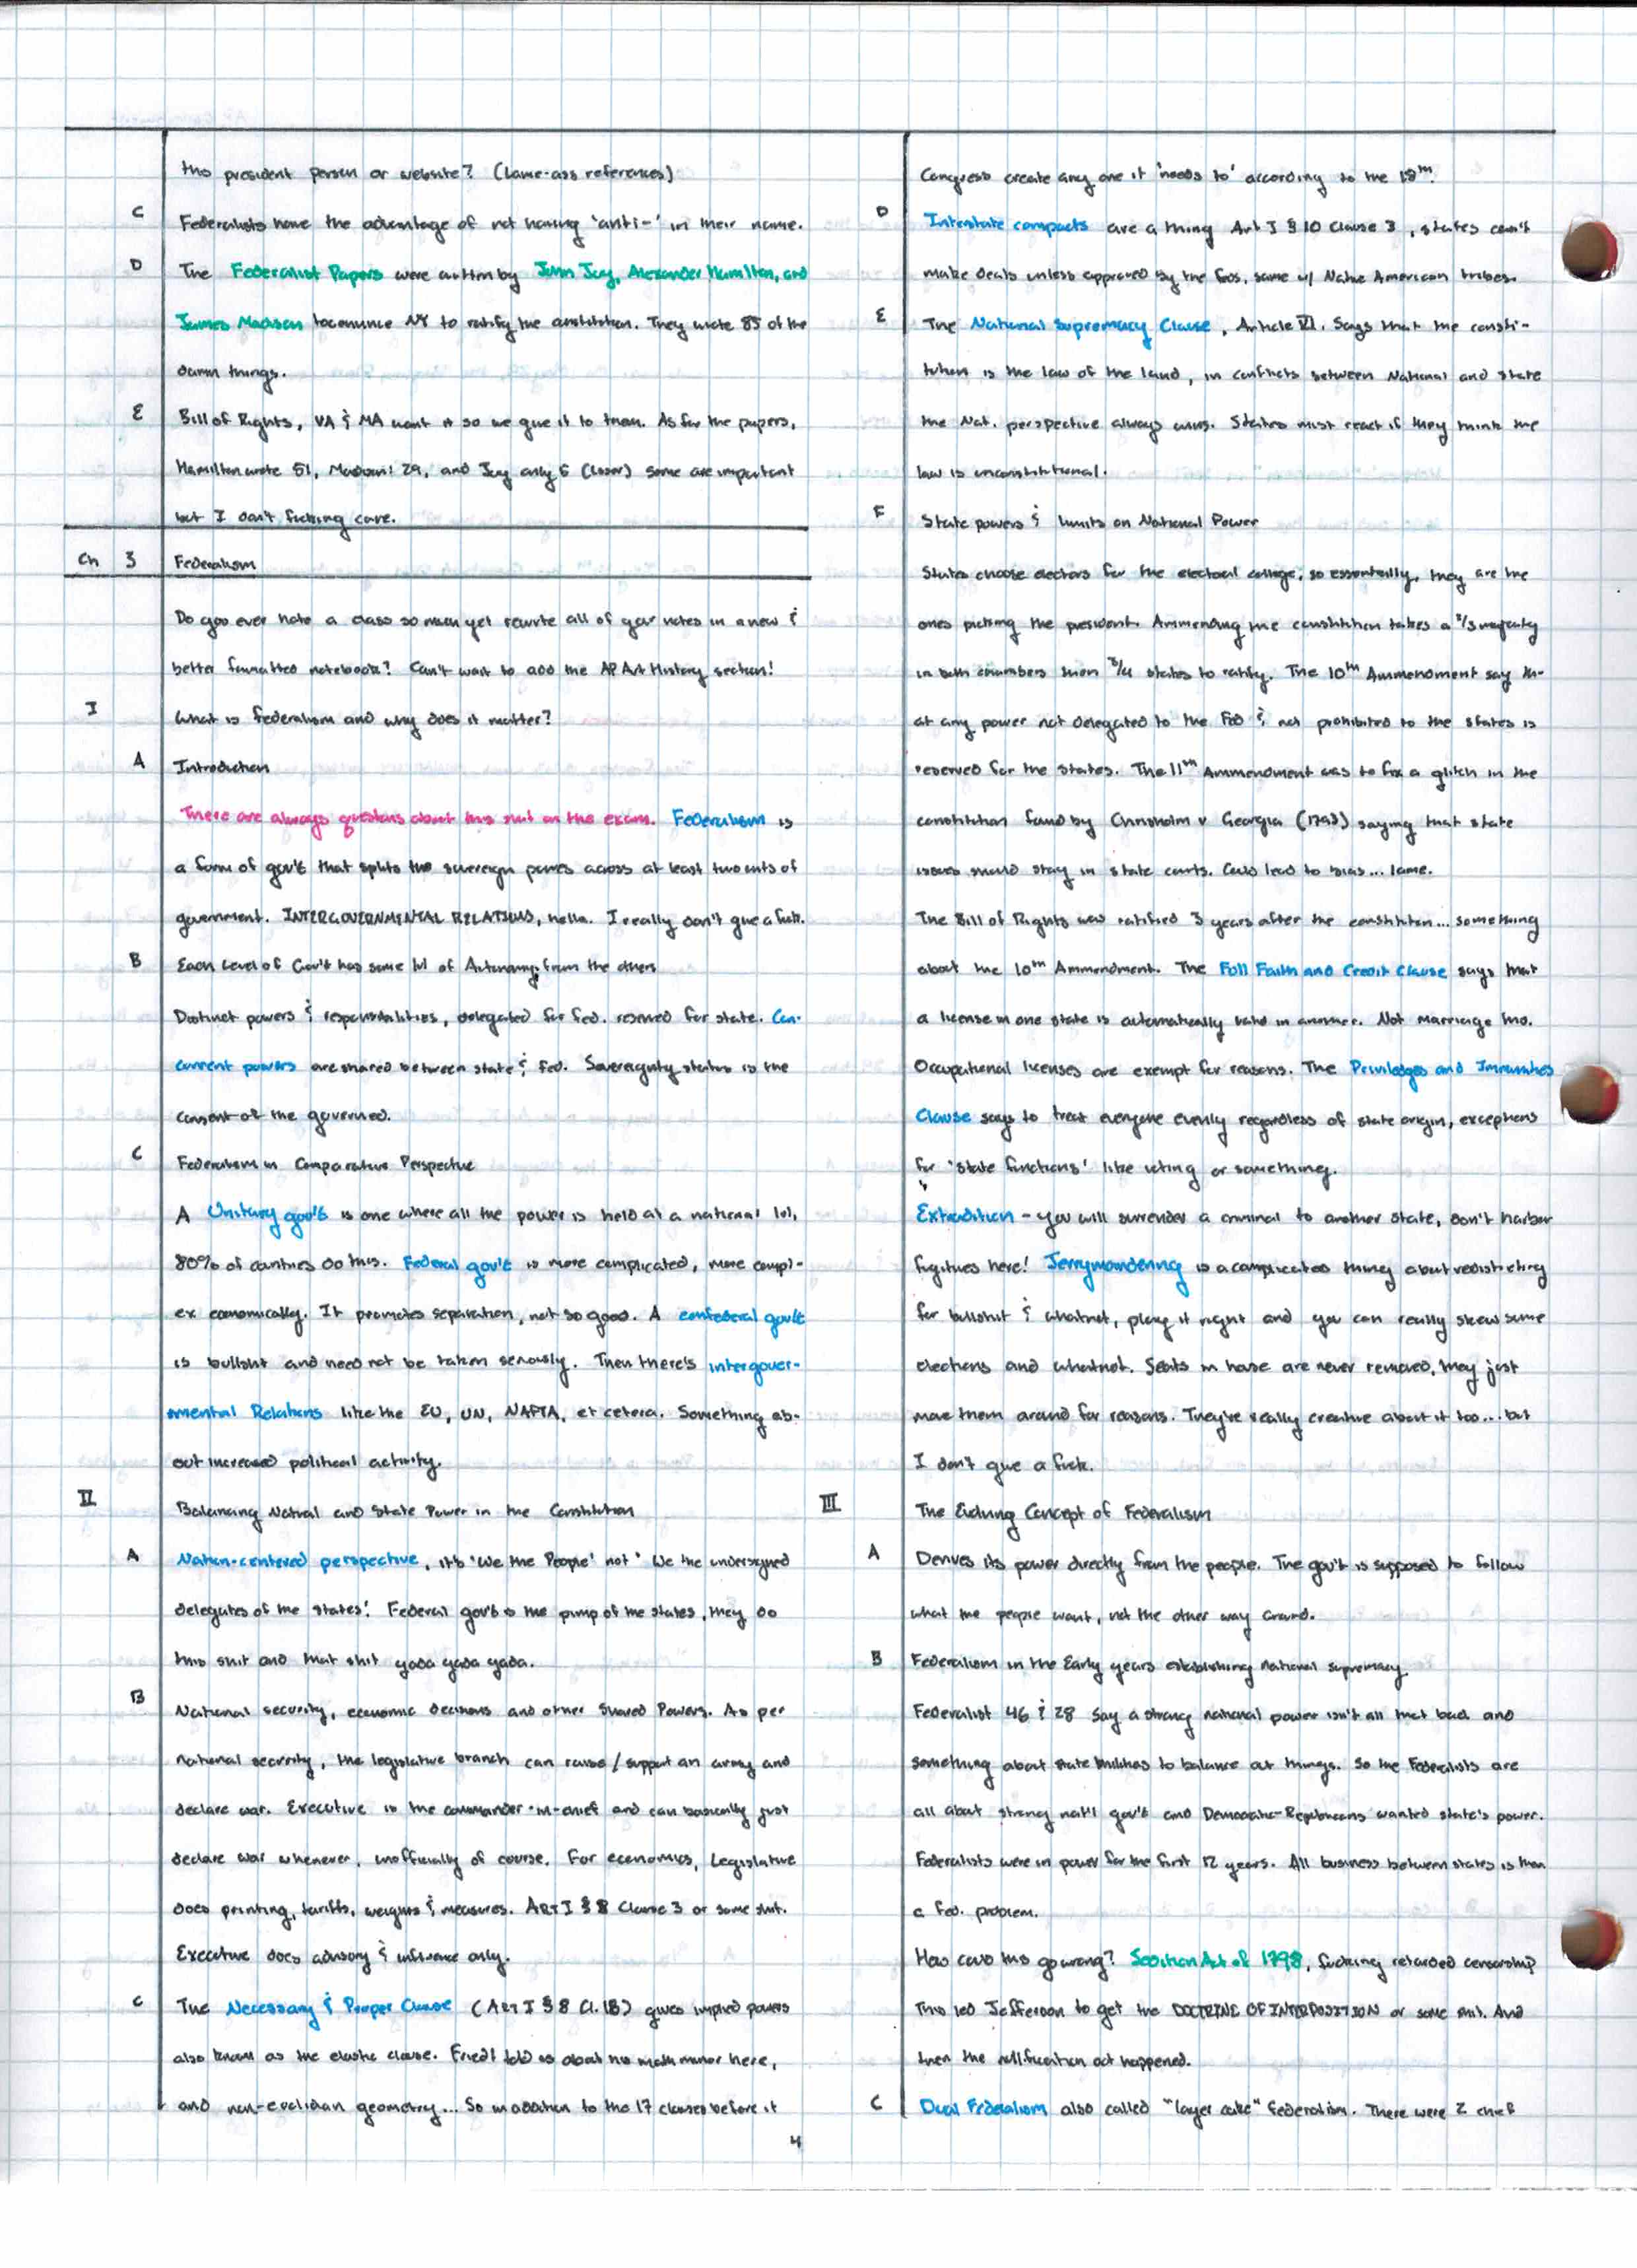 this president person or website? (Lame-ass references)
C Federalists have the advantage of not having 'anti-' in their name.
D The Federalist Papers were written by John Jay, Alexander Hamilton, and
James Madison to convince NY to ratify the constitution. They wrote 85 of the
damn things.
E Bill of Rights, VA & MA want it so we give it to them. As for the papers,
Hamilton wrote 51, Madison: 29, and Jay only 5 (loser) some are important
but I don't fucking care.
Ch 3 Federalism
Do you ever hate a class so much yet rewrite all of your notes in a new &
better formatted notebook? Can't wait to add the AP Art History section!
I What is federalism and why does it matter?
A Introduction
There are always questions about this shit on the exam. Federalism is
a form of gov't that splits the sovereign powers across at least two units of
government. INTERGOVERNMENTAL RELATIONS, hella. I really don't give a fuck.
B Each level of Gov't has some lvl of Autonomy from the others
Distinct powers & responsibilities, delegated for fed. reserved for state. Con-
current powers are shared between state & fed. Sovereignty status is the
consent of the governed.
C Federalism in Comparative Perspective
A Unitary gov't is one where all the power is held at a national lvl,
80% of countries do this. Federal gov't is more complicated, more compl-
ex economically. It promotes separation, not so good. A confederal gov't
is bullshit and need not be taken seriously. Then there's intergover-
nmental Relations like the EU, UN, NAFTA, et cetera. Something ab-
out increased political activity.
II Balancing Natnal and State Power in the Constitution
A Nation-centered perspective, it's 'We the People' not 'We the undersigned
delegates of the states'. Federal gov't is the pimp of the states, they do
this shit and that shit yada yada yada.
B National security, economic decisions and other Shared Powers. As per
national security, the legislative branch can raise/support an army and
declare war. Executive is the commander-in-chief and can basically just
declare war whenever, unofficially of course. For economics, Legislative
does printing, tariffs, weights & measures. ART I § 8 Clause 3 or some shit.
Executive does advisory & influence only.
C The Necessary & Proper Clause (ART I § 8 Cl. 18) gives implied powers
also known as the elastic clause. Friedl told us about his math minor here,
and non-euclidian geometry... So in addition to the 17 clauses before it
4
Congress create any one it 'needs to' according to the 18th.
D Interstate compacts are a thing Art I § 10 Clause 3, states can't
make deals unless approved by the feds, same w/ Native American tribes.
E The National Supremacy Clause, Article VI. Says that the consti-
tution is the law of the land, in conflicts between National and state
the Nat. perspective always wins. States must react if they think the
law is unconstitutional.
F State powers & limits on National Power
States choose electors for the electoral college, so essentailly, they are the
ones picking the president. Ammending the constitution takes a 2/3 majority
in both chambers then 3/4 states to ratify. The 10th Ammendment say th-
at any power not delegated to the Fed & not prohibited to the states is
reserved for the states. The 11th Ammendment was to fix a glitch in the
constitution found by Chisholm v Georgia (1793) saying that state
issues should stay in state courts. Could lead to bias... lame.
The Bill of Rights was ratified 3 years after the constitution... something
about the 10th Ammendment. The Full Faith and Credit Clause says that
a license in one state is automatically valid in another. Not marriage tho.
Occupational licenses are exempt for reasons. The Priviledges and Immunities
Clause says to treat everyone evenly regardless of state origin, exceptions
for 'state functions' like voting or something.
Extradition - you will surrender a criminal to another state, don't harbor
fugitives here! Jerrymandering is a complicated thing about redistricting
for bullshit & whatnot, play it right and you can really skew some
elections and whatnot. Seats in house are never removed, they just
move them around for reasons. They're really creative about it too... but
I don't give a fuck.
III The Evolving Concept of Federalism
A Derives its power directly from the people. The gov't is supposed to follow
what the people want, not the other way around.
B Federalism in the Early years establishing national supremacy
Federalist 46 & 28 say a strong national power isn't all that bad and
something about state militias to balance out things. So the Federalists are
all about strong nat'l gov't and Democratic-Republicans wanted state's power.
Federalists were in power for the first 12 years. All business between states is then
a fed. problem.
How could this go wrong? Sedition Act of 1798, fucking retarded censorship
This led Jefferson to get the DOCTRINE OF INTERPOSITION or some shit. And
then the nullification act happened.
C Dual Federalism also called "layer cake" federalism. There were 2 chief